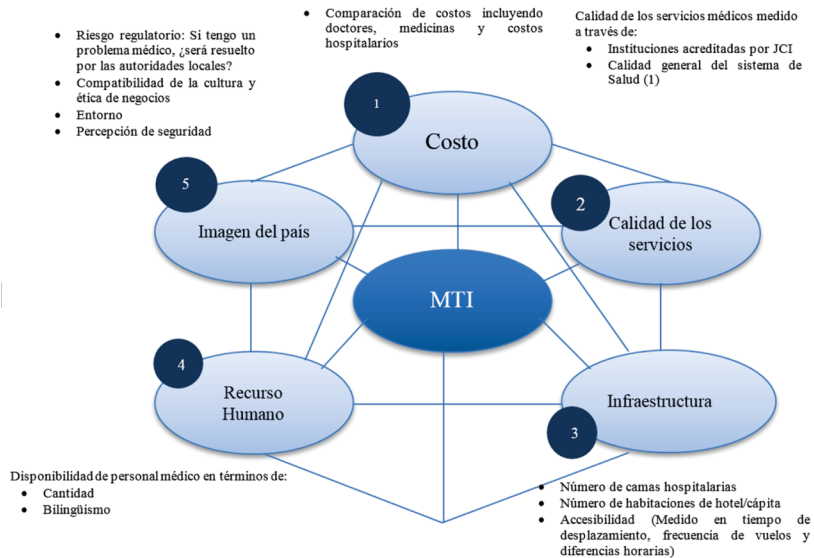 • Riesgo regulatorio: Si tengo un
problema médico, ¿será resuelto
por las autoridades locales?
• Compatibilidad de la cultura y
ética de negocios
• Entorno
• Percepción de seguridad
• Comparación de costos incluyendo
doctores, medicinas y costos
hospitalarios
Calidad de los servicios médicos medido
a través de:
• Instituciones acreditadas por JCI
• Calidad general del sistema de
Salud (1)
1
Costo
5
Imagen del país
2
Calidad de los
servicios
MTI
4
Recurso
Humano
Infraestructura
3
Disponibilidad de personal médico en términos de:
• Cantidad
• Bilingüismo
• Número de camas hospitalarias
• Número de habitaciones de hotel/cápita
• Accesibilidad (Medido en tiempo de
desplazamiento, frecuencia de vuelos y
diferencias horarias)